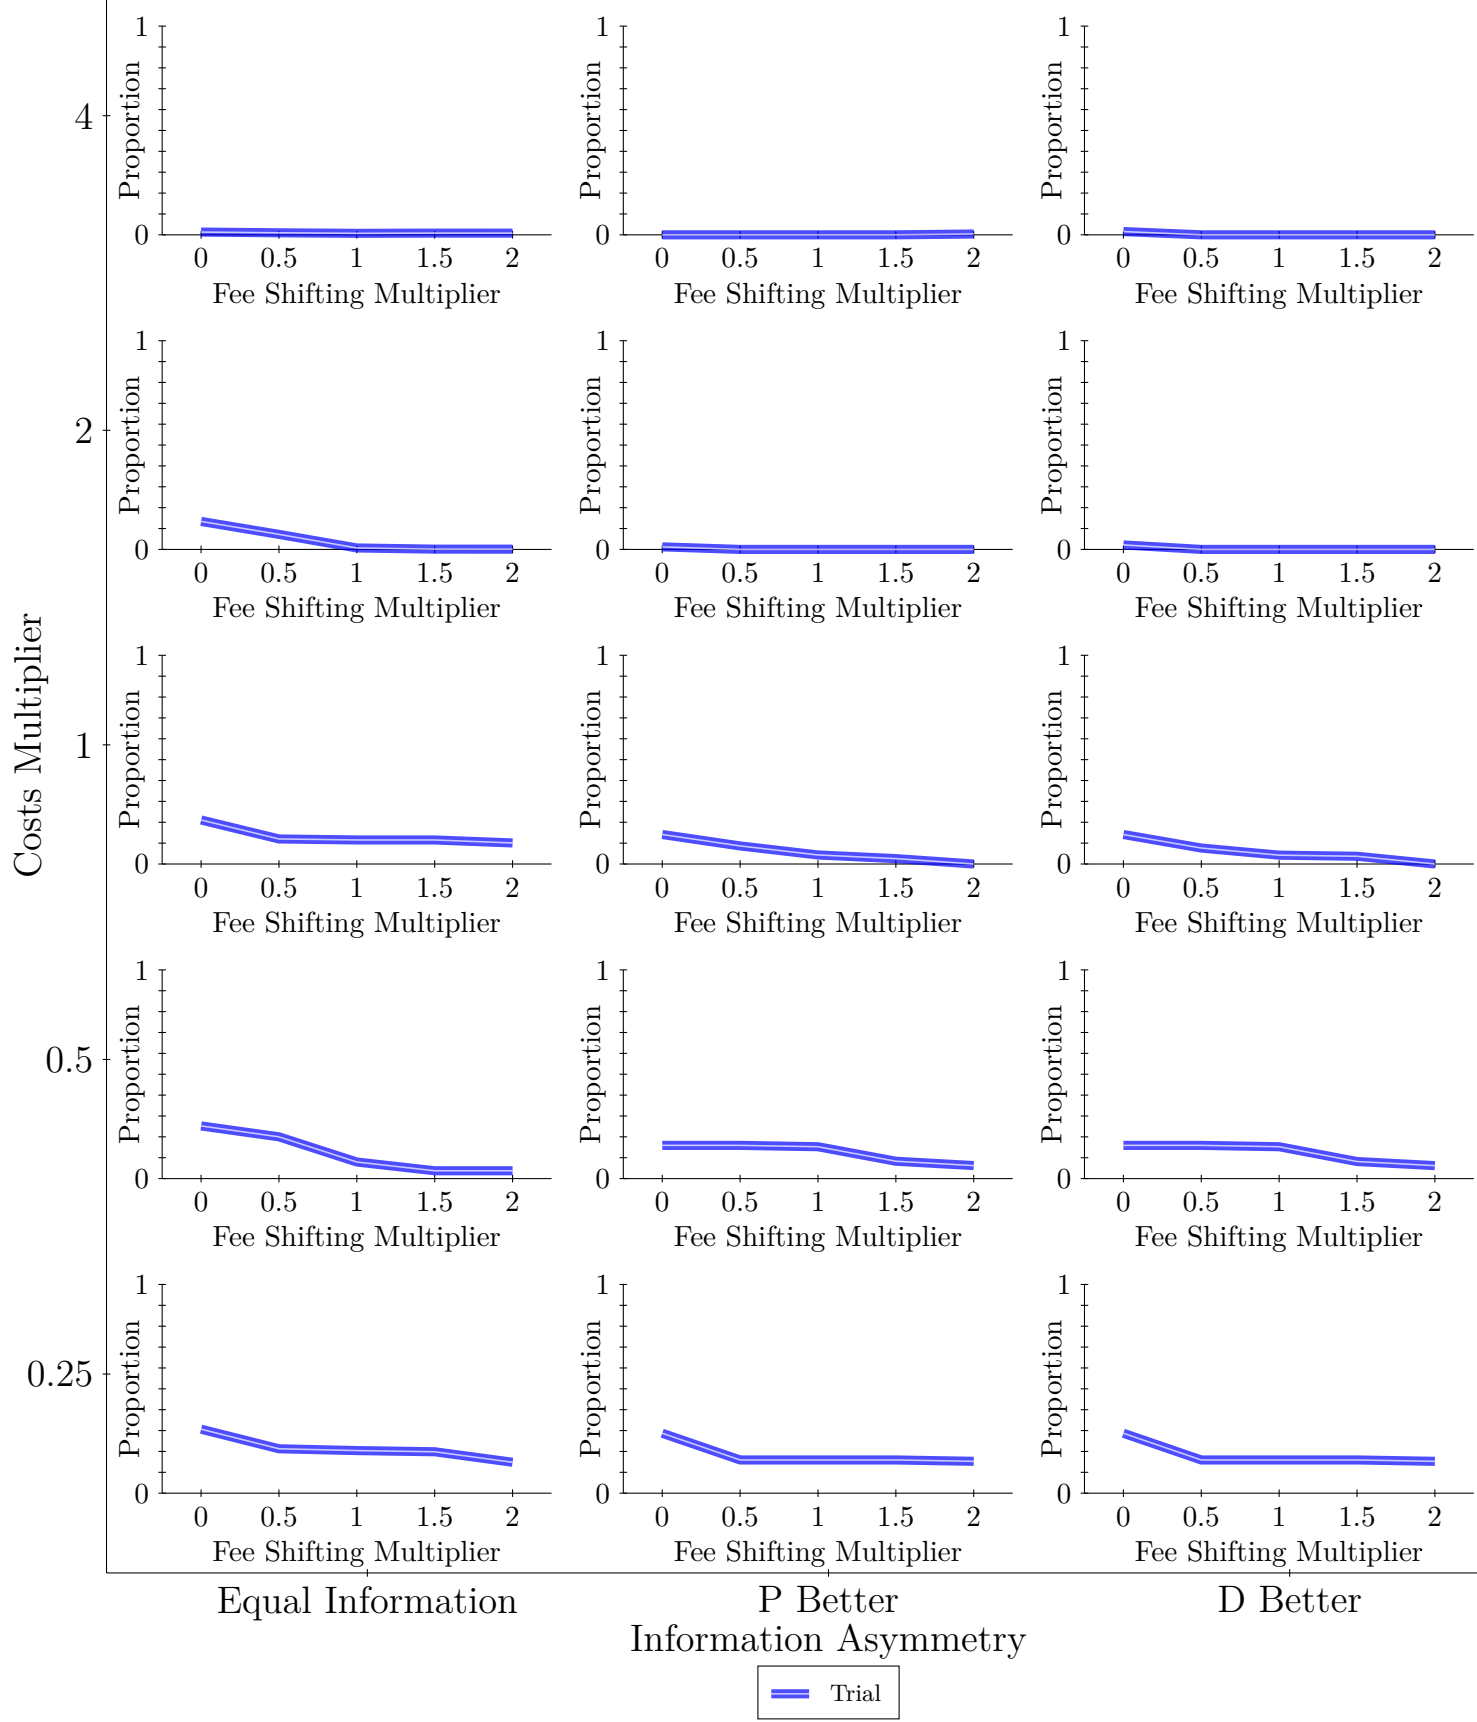 Costs Multiplier
4
1
Proportion
0
0 0.5 1 1.5 2
Fee Shifting Multiplier
1
Proportion
0
0 0.5 1 1.5 2
Fee Shifting Multiplier
1
Proportion
0
0 0.5 1 1.5 2
Fee Shifting Multiplier
2
1
Proportion
0
0 0.5 1 1.5 2
Fee Shifting Multiplier
1
Proportion
0
0 0.5 1 1.5 2
Fee Shifting Multiplier
1
Proportion
0
0 0.5 1 1.5 2
Fee Shifting Multiplier
1
1
Proportion
0
0 0.5 1 1.5 2
Fee Shifting Multiplier
1
Proportion
0
0 0.5 1 1.5 2
Fee Shifting Multiplier
1
Proportion
0
0 0.5 1 1.5 2
Fee Shifting Multiplier
0.5
1
Proportion
0
0 0.5 1 1.5 2
Fee Shifting Multiplier
1
Proportion
0
0 0.5 1 1.5 2
Fee Shifting Multiplier
1
Proportion
0
0 0.5 1 1.5 2
Fee Shifting Multiplier
0.25
1
Proportion
0
0 0.5 1 1.5 2
Fee Shifting Multiplier
1
Proportion
0
0 0.5 1 1.5 2
Fee Shifting Multiplier
1
Proportion
0
0 0.5 1 1.5 2
Fee Shifting Multiplier
Equal Information
P Better
D Better
Information Asymmetry
Trial